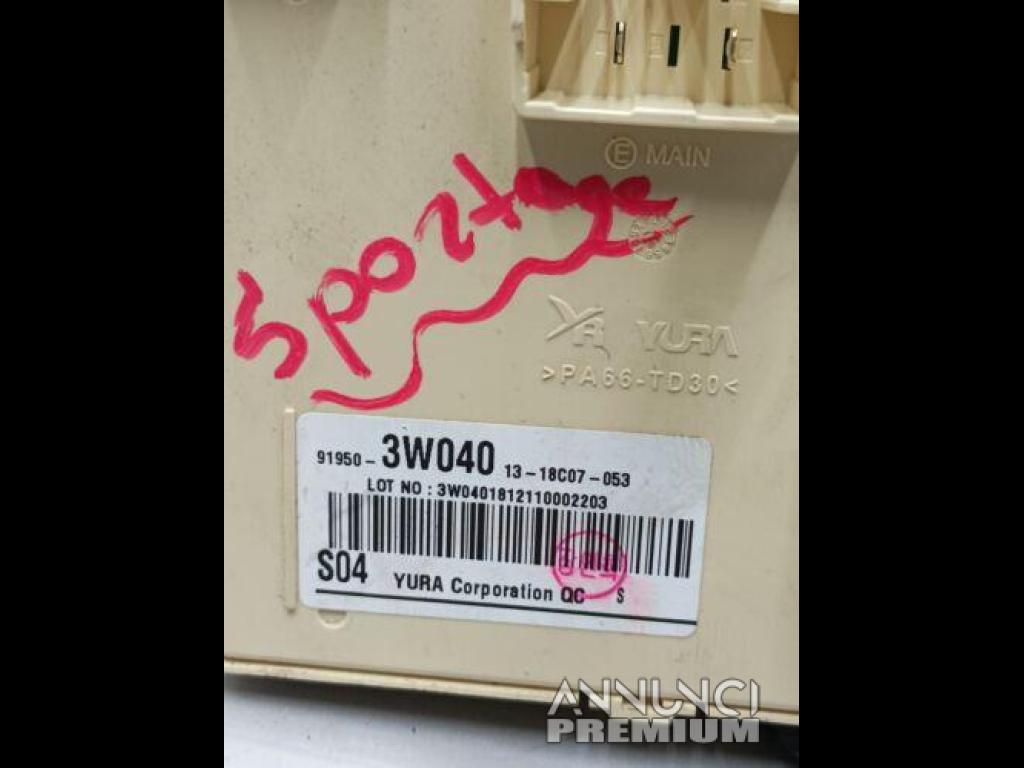 E MAIN
Sportage
YR YURA
>PA66-TD30<
91950-3W040 13-18C07-053
LOT NO : 3W0401812110002203
S04 YURA Corporation QC S
ANNUNCI
PREMIUM